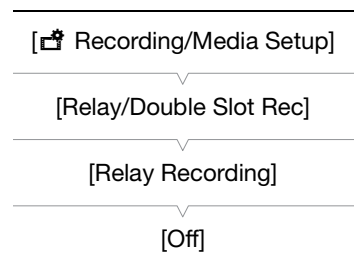 [ Recording/Media Setup]
[Relay/Double Slot Rec]
[Relay Recording]
[Off]